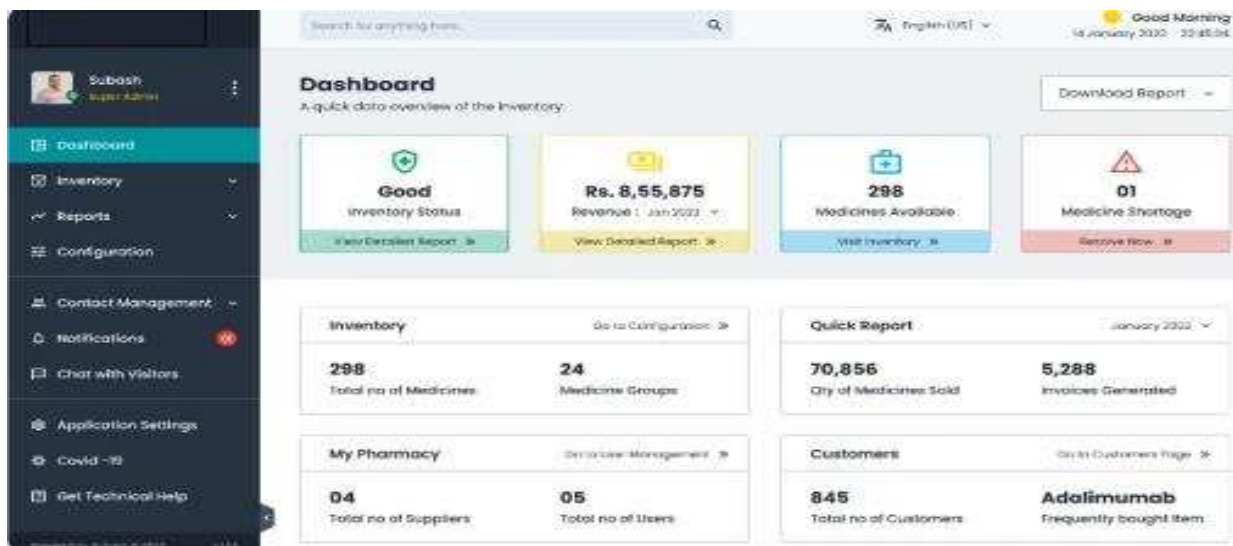 Search for anything here..
English (US)
Good Morning
14 January 2022 22:45:04
Subash
Super Admin
Dashboard
Inventory
Reports
Configuration
Contact Management
Notifications
Chat with Visitors
Application Settings
Covid -19
Get Technical Help
Dashboard
A quick data overview of the inventory.
Download Report
Good
Inventory Status
View Detailed Report »
Rs. 8,55,875
Revenue : Jan 2022
View Detailed Report »
298
Medicines Available
Visit Inventory »
01
Medicine Shortage
Resolve Now »
Inventory
Go to Configuration »
298
Total no of Medicines
24
Medicine Groups
Quick Report
January 2022
70,856
Qty of Medicines Sold
5,288
Invoices Generated
My Pharmacy
Go to User Management »
04
Total no of Suppliers
05
Total no of Users
Customers
Go to Customers Page »
845
Total no of Customers
Adalimumab
Frequently bought Item